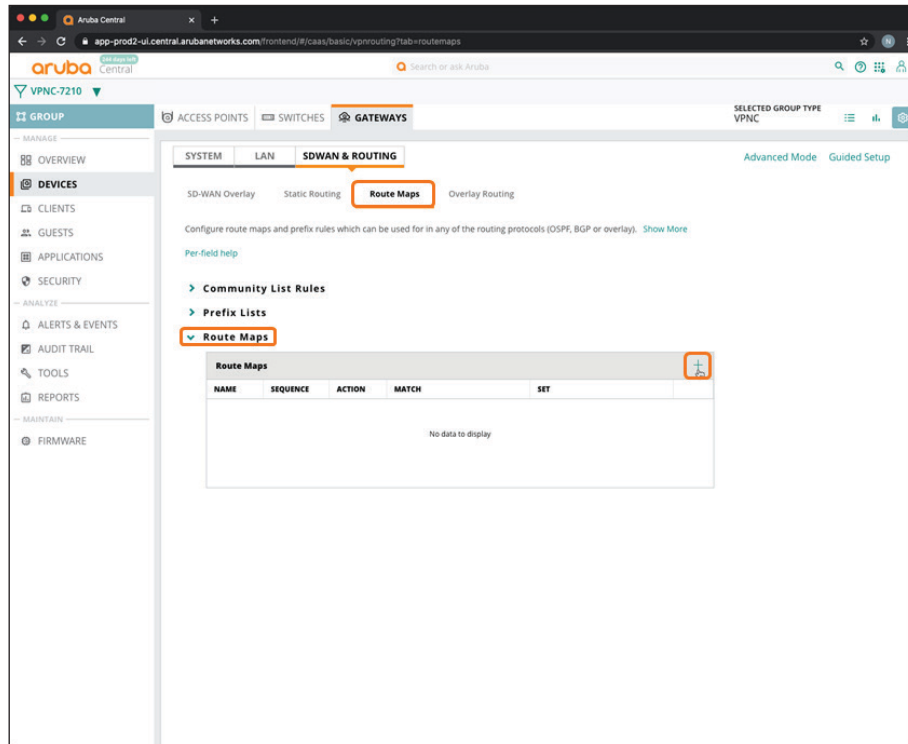 Aruba Central
app-prod2-ui.central.arubanetworks.com/frontend/#/caas/basic/vpnrouting?tab=routemaps
N
aruba Central
244 days left
Search or ask Aruba
VPNC-7210
GROUP
MANAGE
OVERVIEW
DEVICES
CLIENTS
GUESTS
APPLICATIONS
SECURITY
ANALYZE
ALERTS & EVENTS
AUDIT TRAIL
TOOLS
REPORTS
MAINTAIN
FIRMWARE
ACCESS POINTS SWITCHES GATEWAYS
SELECTED GROUP TYPE
VPNC
SYSTEM LAN SDWAN & ROUTING
Advanced Mode Guided Setup
SD-WAN Overlay Static Routing Route Maps Overlay Routing
Configure route maps and prefix rules which can be used for in any of the routing protocols (OSPF, BGP or overlay). Show More
Per-field help
Community List Rules
Prefix Lists
Route Maps
Route Maps
NAME SEQUENCE ACTION MATCH SET
No data to display